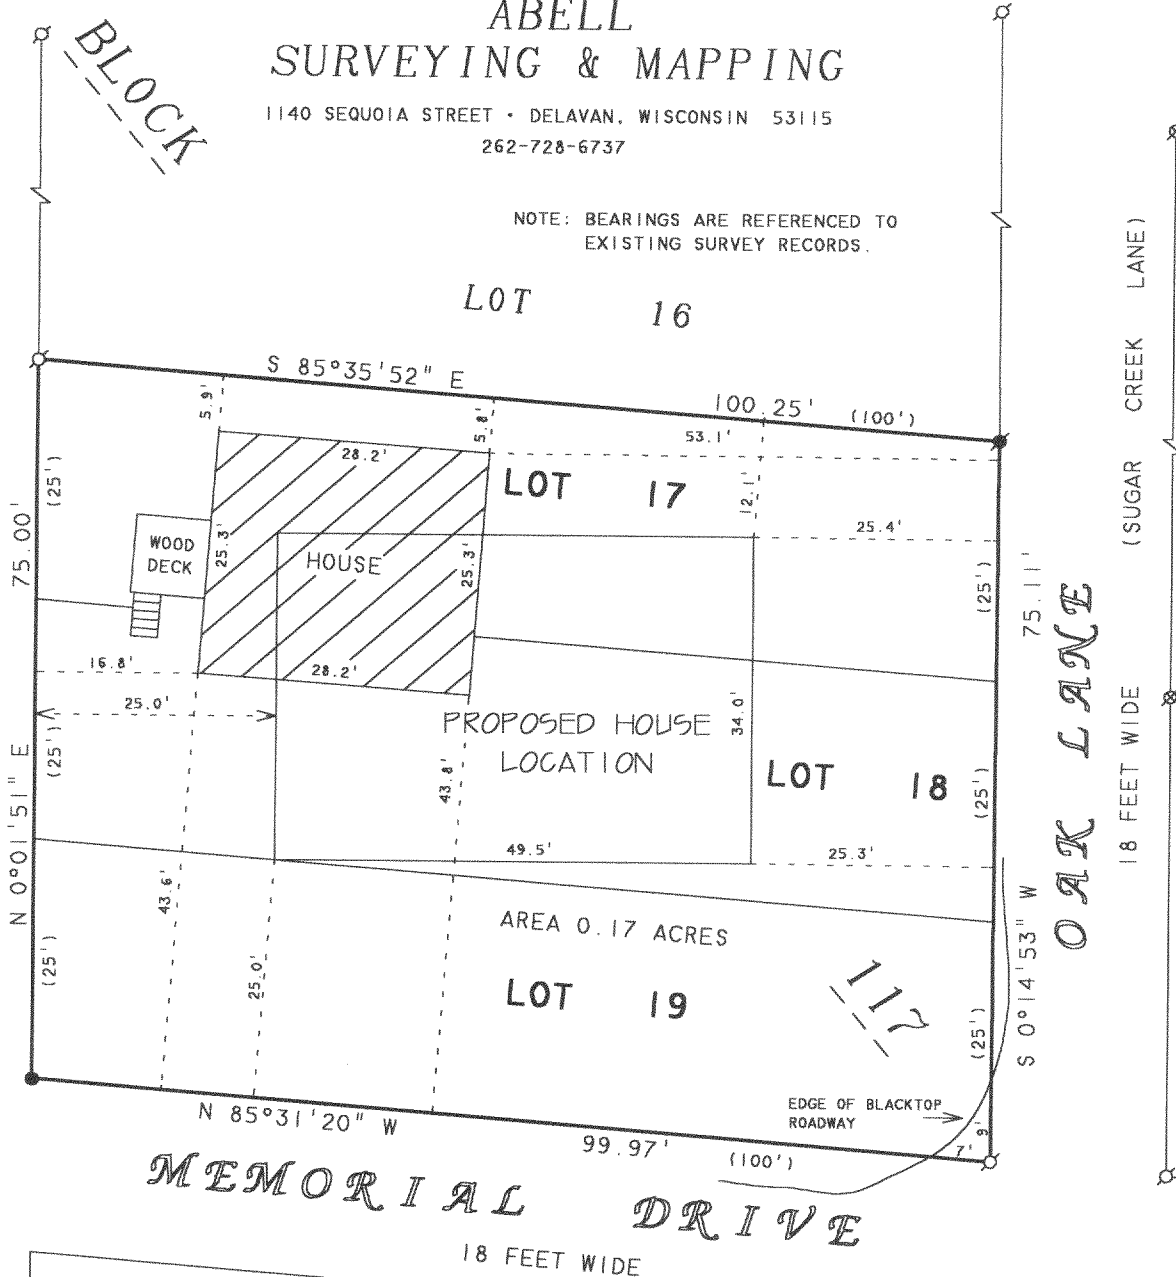 ABELL
SURVEYING & MAPPING
1140 SEQUOIA STREET • DELAVAN, WISCONSIN 53115
262-728-6737
BLOCK
NOTE: BEARINGS ARE REFERENCED TO
EXISTING SURVEY RECORDS.
LOT 16
S 85°35'52" E
100.25' (100')
5.9'
5.8'
53.1'
28.2'
LOT 17
12.1'
25.4'
(25')
75.00'
WOOD
DECK
25.3'
HOUSE
25.3'
(25')
75.11'
16.8'
28.2'
25.0'
PROPOSED HOUSE
LOCATION
34.0'
43.8'
(25')
N 0°01'51" E
LOT 18
(25')
49.5'
25.3'
43.6'
25.0'
AREA 0.17 ACRES
(25')
LOT 19
117
(25')
S 0°14'53" W
OAK LANE
(SUGAR CREEK LANE)
18 FEET WIDE
EDGE OF BLACKTOP
ROADWAY
9'
7'
N 85°31'20" W
99.97' (100')
MEMORIAL DRIVE
18 FEET WIDE